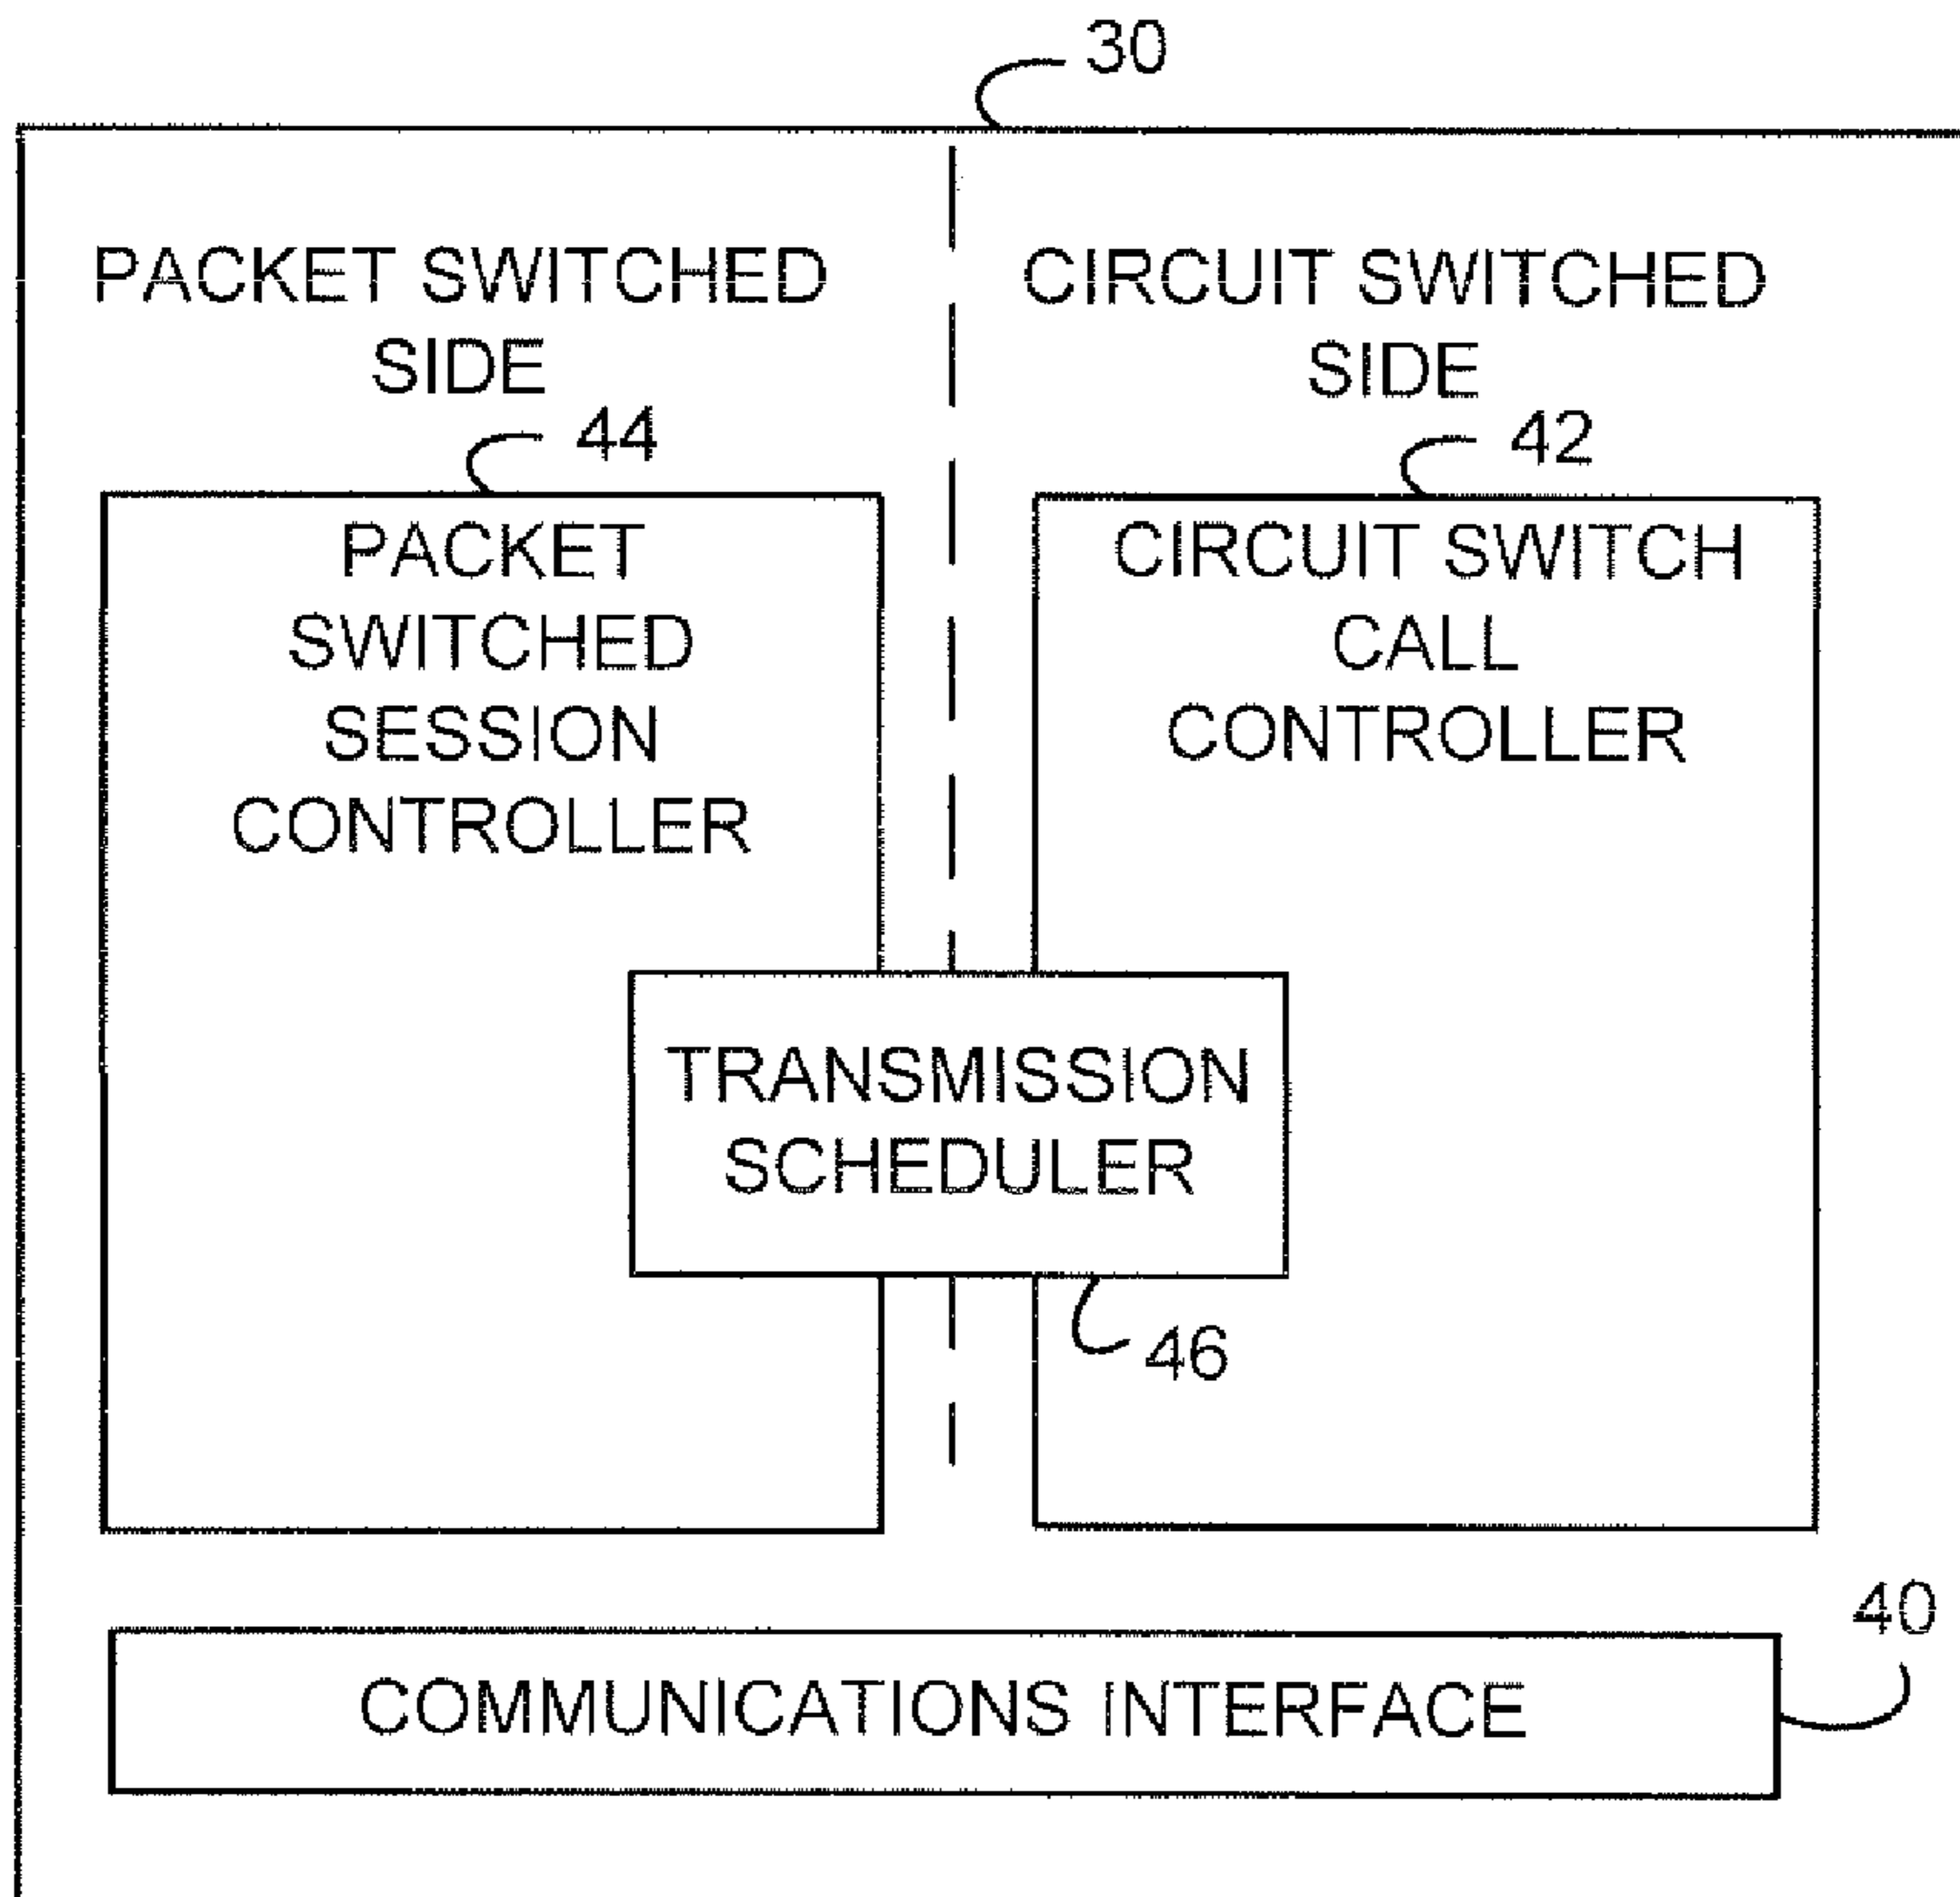 30
PACKET SWITCHED
SIDE
CIRCUIT SWITCHED
SIDE
44
42
PACKET
SWITCHED
SESSION
CONTROLLER
CIRCUIT SWITCH
CALL
CONTROLLER
TRANSMISSION
SCHEDULER
46
40
COMMUNICATIONS INTERFACE